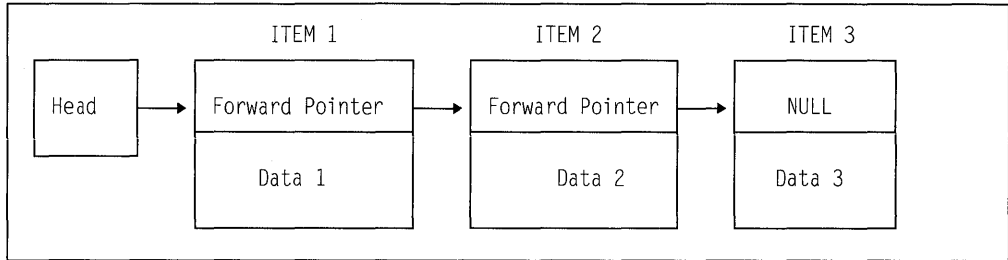 ITEM 1 ITEM 2 ITEM 3
Head Forward Pointer Forward Pointer NULL
Data 1 Data 2 Data 3